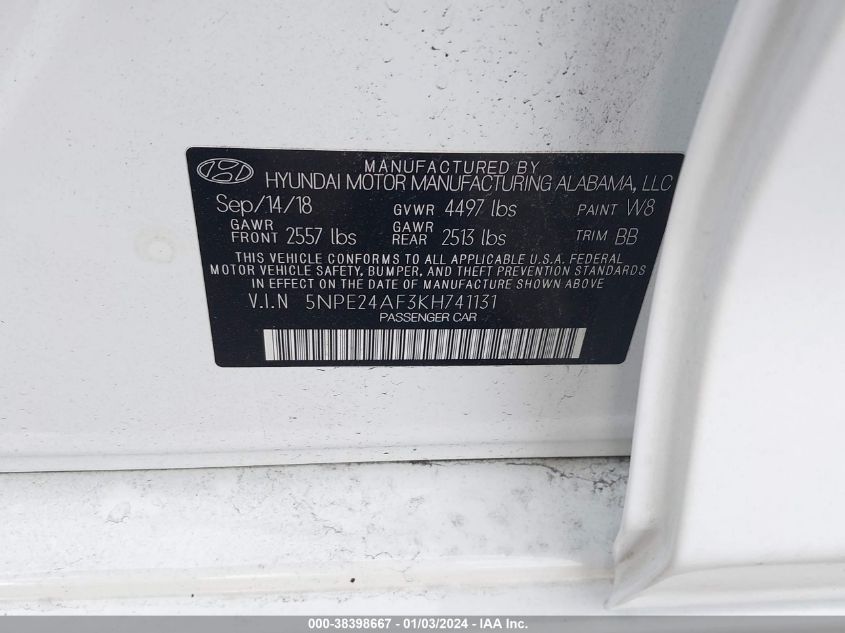 MANUFACTURED BY
HYUNDAI MOTOR MANUFACTURING ALABAMA, LLC
Sep/14/18 GVWR 4497 lbs PAINT W8
GAWR FRONT 2557 lbs GAWR REAR 2513 lbs TRIM BB
THIS VEHICLE CONFORMS TO ALL APPLICABLE U.S.A. FEDERAL
MOTOR VEHICLE SAFETY, BUMPER, AND THEFT PREVENTION STANDARDS
IN EFFECT ON THE DATE OF MANUFACTURE SHOWN ABOVE.
V.I.N 5NPE24AF3KH741131
PASSENGER CAR
000-38398667 - 01/03/2024 - IAA Inc.